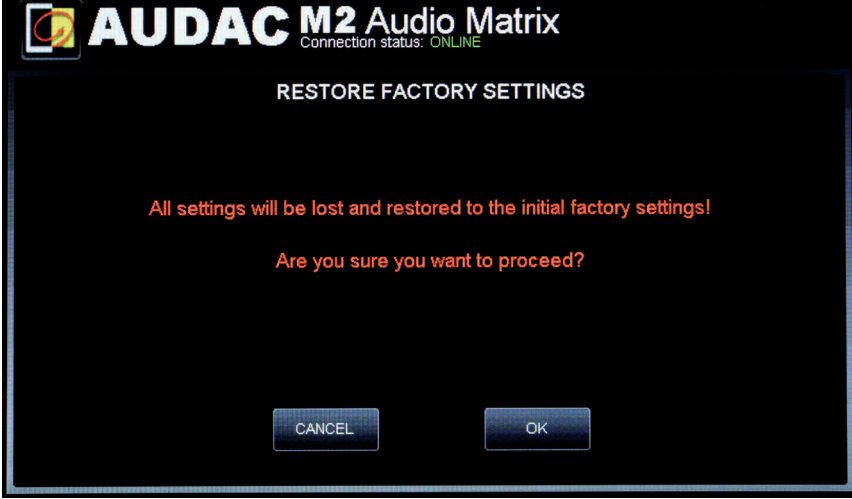 AUDAC M2 Audio Matrix
Connection status: ONLINE
RESTORE FACTORY SETTINGS
All settings will be lost and restored to the initial factory settings!
Are you sure you want to proceed?
CANCEL
OK